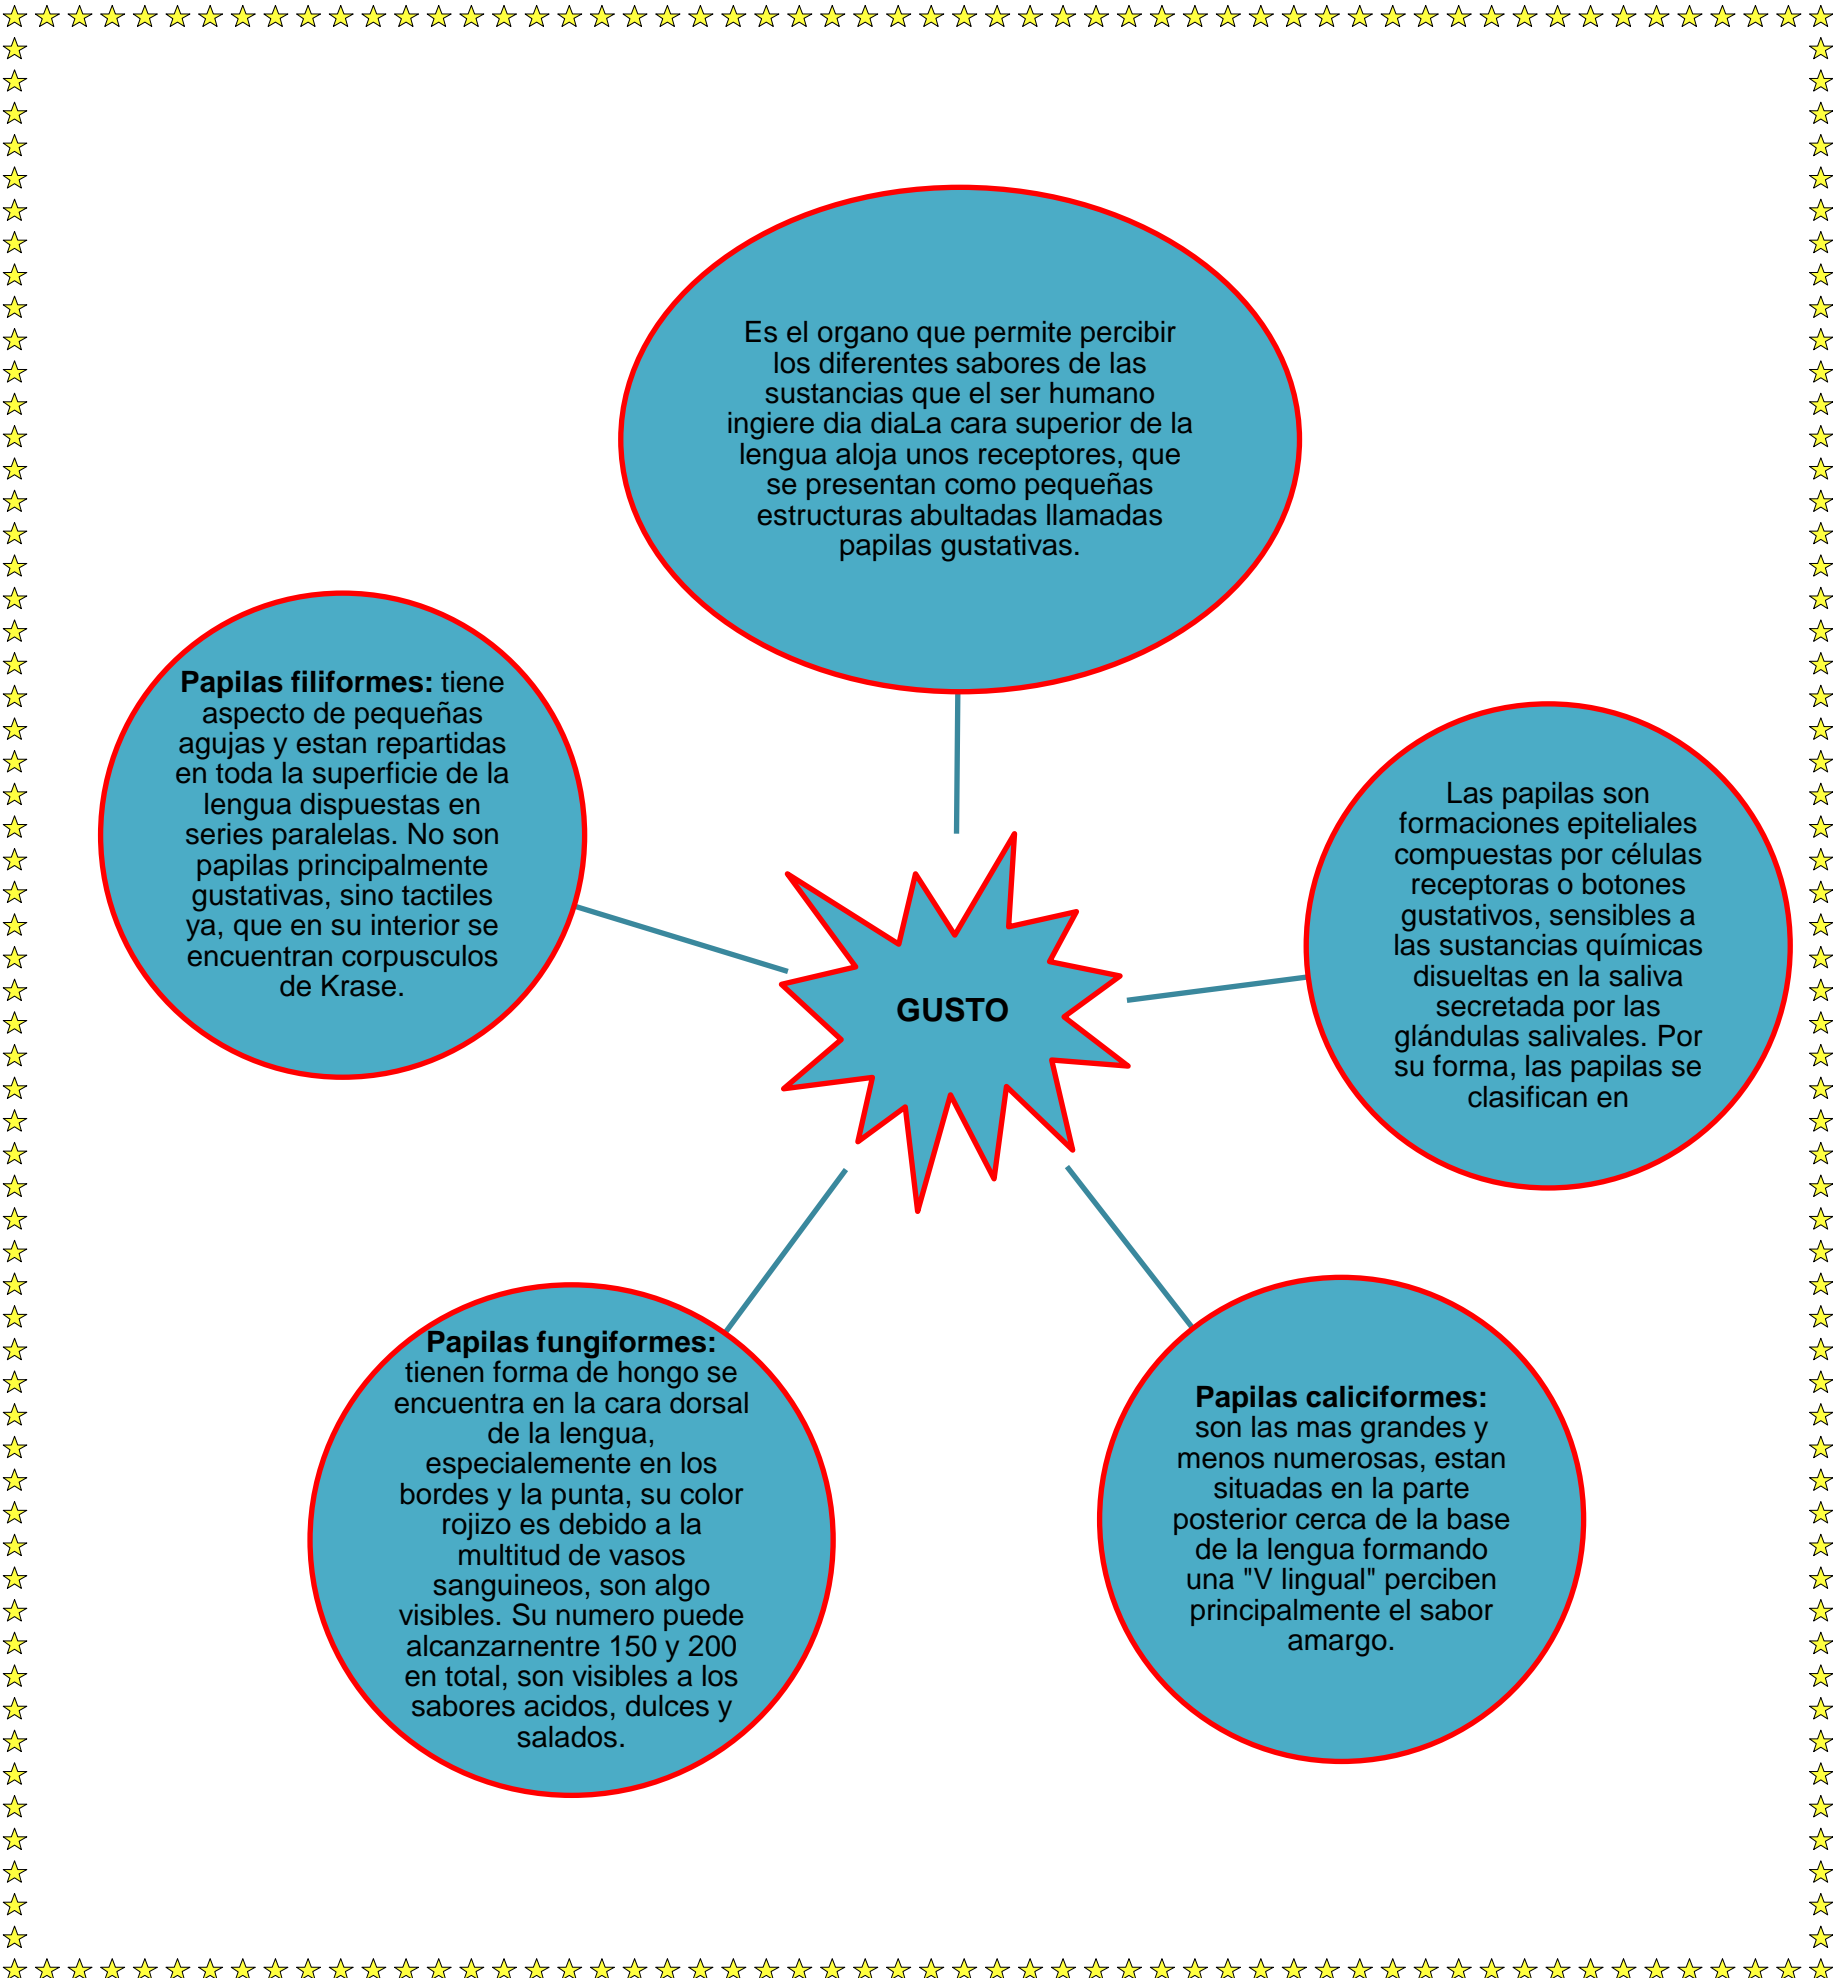 Es el organo que permite percibir
los diferentes sabores de las
sustancias que el ser humano
ingiere dia diaLa cara superior de la
lengua aloja unos receptores, que
se presentan como pequeñas
estructuras abultadas llamadas
papilas gustativas.
Papilas filiformes: tiene
aspecto de pequeñas
agujas y estan repartidas
en toda la superficie de la
lengua dispuestas en
series paralelas. No son
papilas principalmente
gustativas, sino tactiles
ya, que en su interior se
encuentran corpusculos
de Krase.
Las papilas son
formaciones epiteliales
compuestas por células
receptoras o botones
gustativos, sensibles a
las sustancias químicas
disueltas en la saliva
secretada por las
glándulas salivales. Por
su forma, las papilas se
clasifican en
GUSTO
Papilas fungiformes:
tienen forma de hongo se
encuentra en la cara dorsal
de la lengua,
especialemente en los
bordes y la punta, su color
rojizo es debido a la
multitud de vasos
sanguineos, son algo
visibles. Su numero puede
alcanzarnentre 150 y 200
en total, son visibles a los
sabores acidos, dulces y
salados.
Papilas caliciformes:
son las mas grandes y
menos numerosas, estan
situadas en la parte
posterior cerca de la base
de la lengua formando
una "V lingual" perciben
principalmente el sabor
amargo.